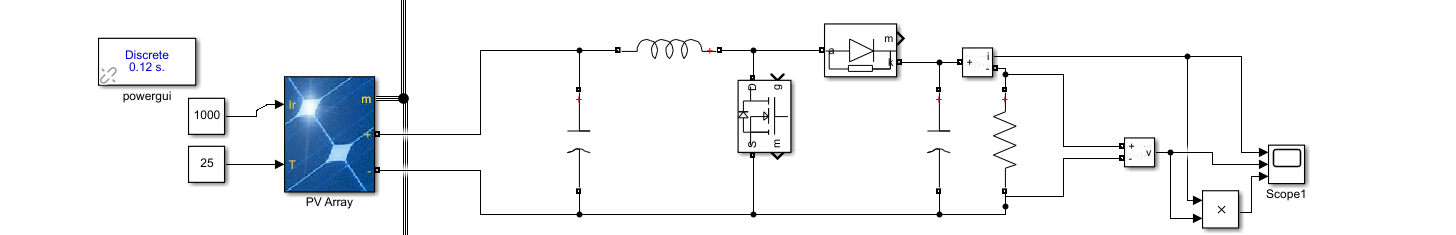 Discrete
0.12 s.
powergui
1000
25
Ir
T
m
+
-
PV Array
+
+
D
g
S
m
a
m
k
+
+
+
-
i
+
-
v
×
Scope1